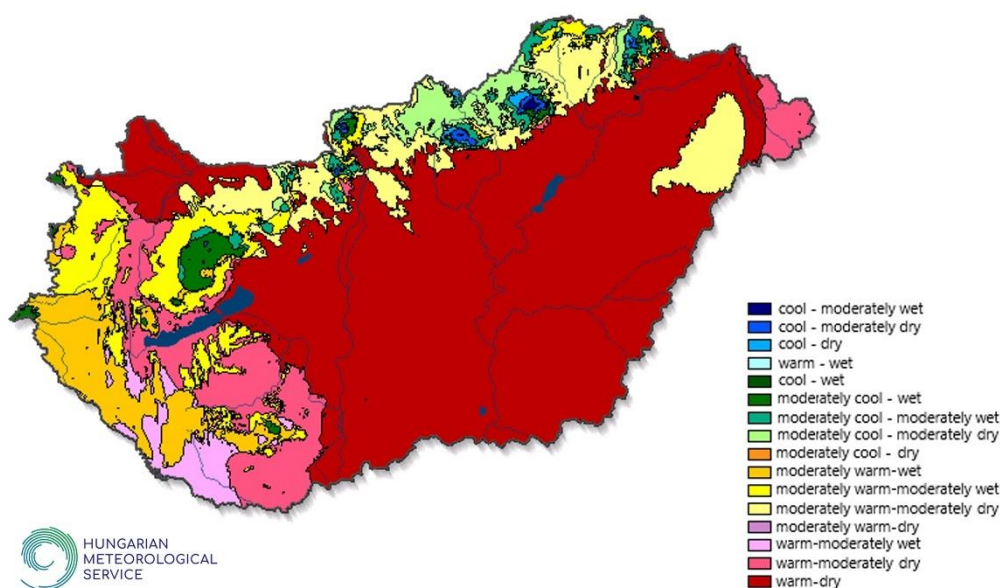 cool - moderately wet
cool - moderately dry
cool - dry
warm - wet
cool - wet
moderately cool - wet
moderately cool - moderately wet
moderately cool - moderately dry
moderately cool - dry
moderately warm-wet
moderately warm-moderately wet
moderately warm-moderately dry
moderately warm-dry
warm-moderately wet
warm-moderately dry
warm-dry
HUNGARIAN
METEOROLOGICAL
SERVICE